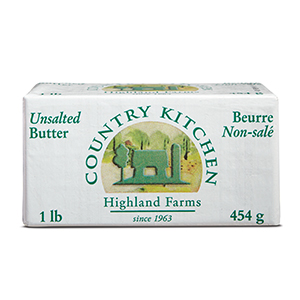 COUNTRY KITCHEN
Unsalted
Butter
Beurre
Non-salé
Highland Farms
since 1963
1 lb
454 g